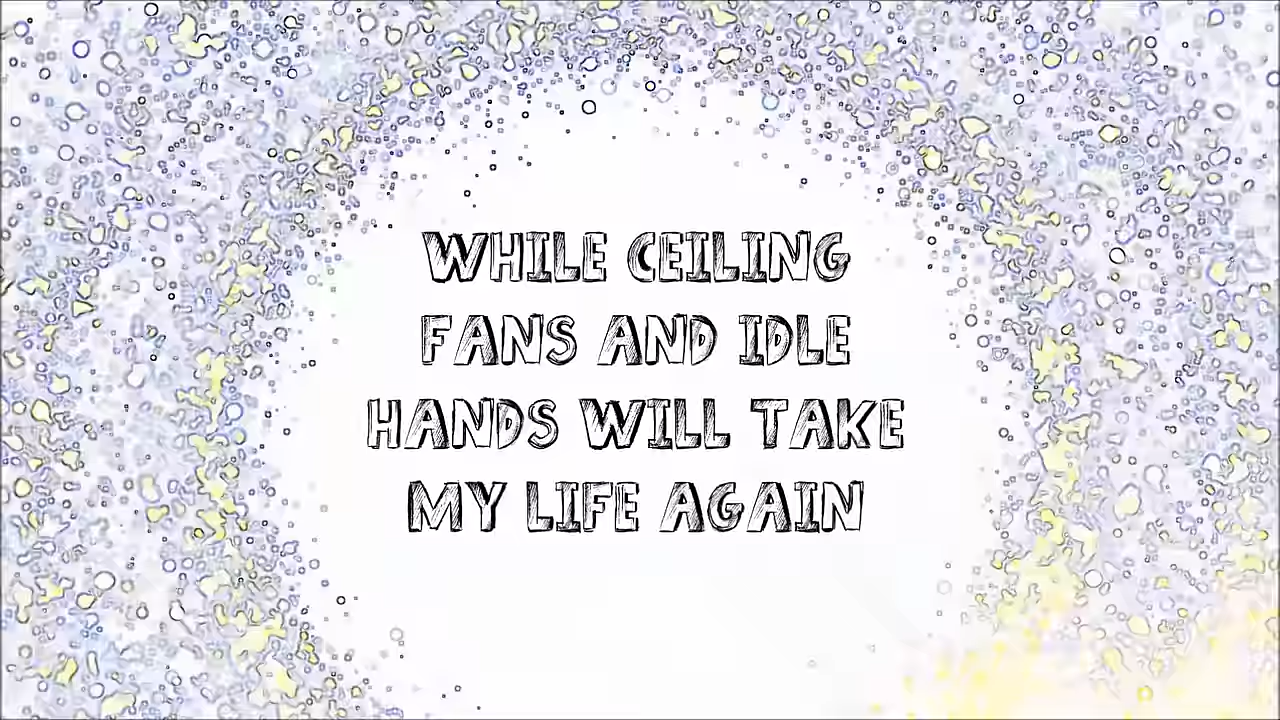 WHILE CEILING
FANS AND IDLE
HANDS WILL TAKE
MY LIFE AGAIN